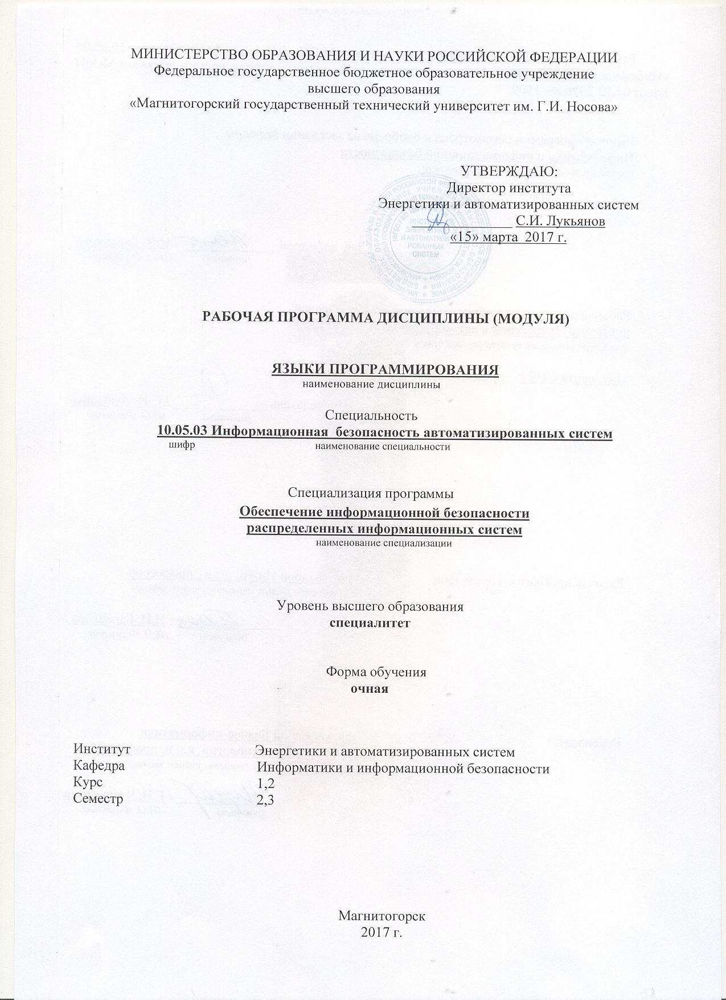 МИНИСТЕРСТВО ОБРАЗОВАНИЯ И НАУКИ РОССИЙСКОЙ ФЕДЕРАЦИИ
Федеральное государственное бюджетное образовательное учреждение
высшего образования
«Магнитогорский государственный технический университет им. Г.И. Носова»
УТВЕРЖДАЮ:
Директор института
Энергетики и автоматизированных систем
С.И. Лукьянов
«15» марта 2017 г.
ИНСТИТУТ
ЭНЕРГЕТИКИ
И АВТОМАТИЗИ
РОВАННЫХ
СИСТЕМ
РАБОЧАЯ ПРОГРАММА ДИСЦИПЛИНЫ (МОДУЛЯ)
ЯЗЫКИ ПРОГРАММИРОВАНИЯ
наименование дисциплины
Специальность
10.05.03 Информационная безопасность автоматизированных систем
шифр наименование специальности
Специализация программы
Обеспечение информационной безопасности
распределенных информационных систем
наименование специализации
Уровень высшего образования
специалитет
Форма обучения
очная
Институт Энергетики и автоматизированных систем
Кафедра Информатики и информационной безопасности
Курс 1,2
Семестр 2,3
Магнитогорск
2017 г.